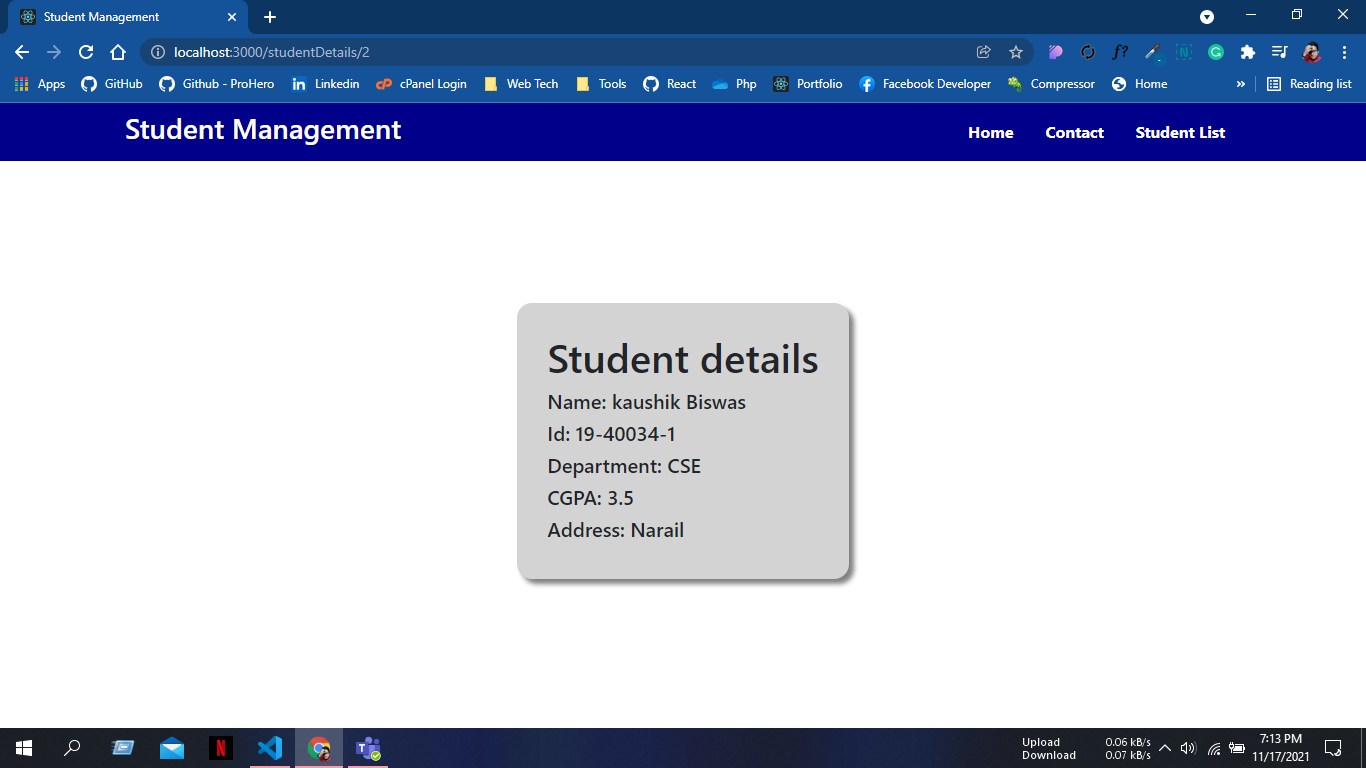 Student Management
localhost:3000/studentDetails/2
f?
N
G
Apps GitHub Github - ProHero in Linkedin cP cPanel Login Web Tech Tools React Php Portfolio Facebook Developer Compressor Home » Reading list
Student Management Home Contact Student List
Student details
Name: kaushik Biswas
Id: 19-40034-1
Department: CSE
CGPA: 3.5
Address: Narail
N
Upload 0.06 kB/s
Download 0.07 kB/s
7:13 PM
11/17/2021